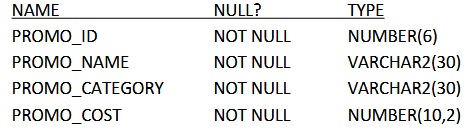 NAME NULL? TYPE
PROMO_ID NOT NULL NUMBER(6)
PROMO_NAME NOT NULL VARCHAR2(30)
PROMO_CATEGORY NOT NULL VARCHAR2(30)
PROMO_COST NOT NULL NUMBER(10,2)